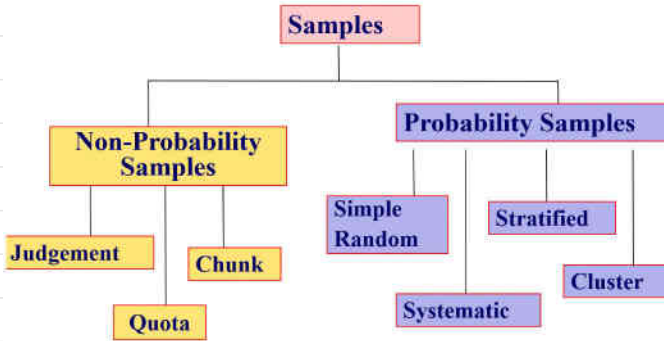 Samples
Non-Probability
Samples
Probability Samples
Judgement
Chunk
Quota
Simple
Random
Stratified
Cluster
Systematic